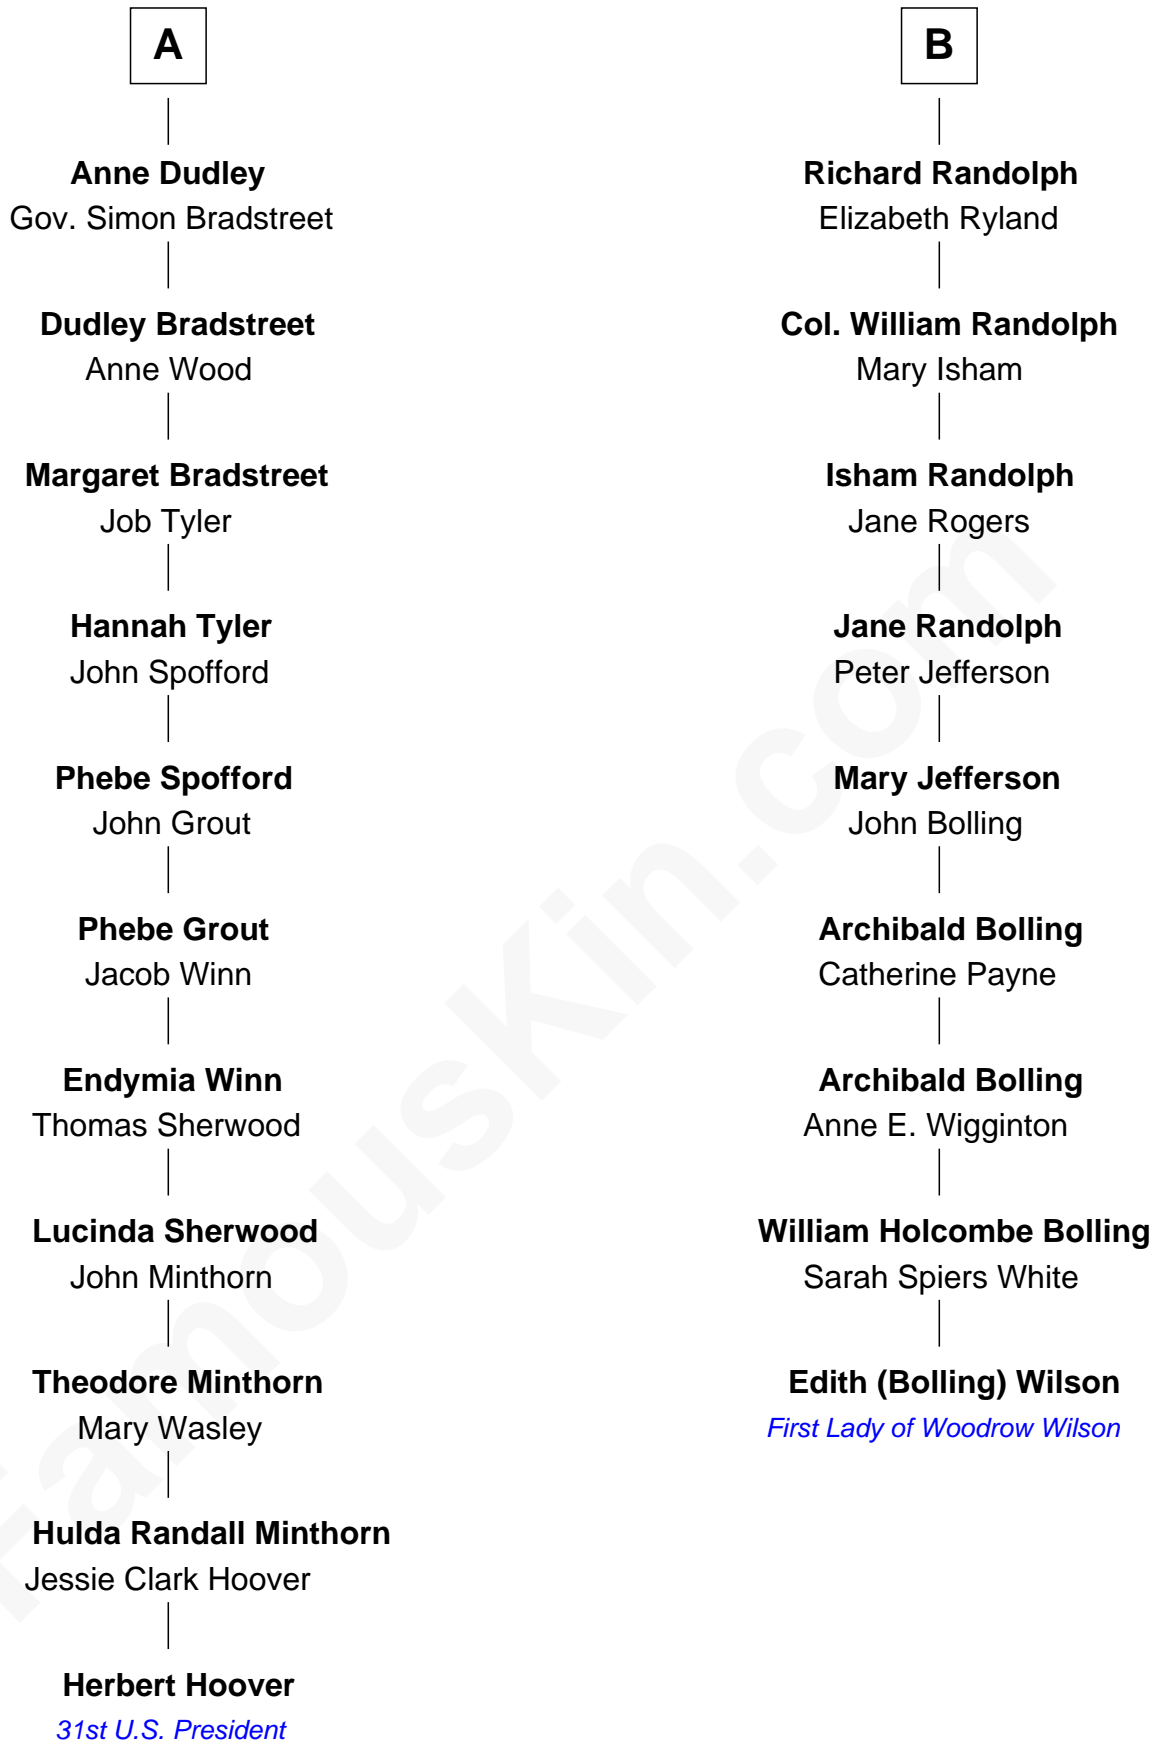 A
Anne Dudley
Gov. Simon Bradstreet
Dudley Bradstreet
Anne Wood
Margaret Bradstreet
Job Tyler
Hannah Tyler
John Spofford
Phebe Spofford
John Grout
Phebe Grout
Jacob Winn
Endymia Winn
Thomas Sherwood
Lucinda Sherwood
John Minthorn
Theodore Minthorn
Mary Wasley
Hulda Randall Minthorn
Jessie Clark Hoover
Herbert Hoover
31st U.S. President
B
Richard Randolph
Elizabeth Ryland
Col. William Randolph
Mary Isham
Isham Randolph
Jane Rogers
Jane Randolph
Peter Jefferson
Mary Jefferson
John Bolling
Archibald Bolling
Catherine Payne
Archibald Bolling
Anne E. Wigginton
William Holcombe Bolling
Sarah Spiers White
Edith (Bolling) Wilson
First Lady of Woodrow Wilson
FamousKin.com